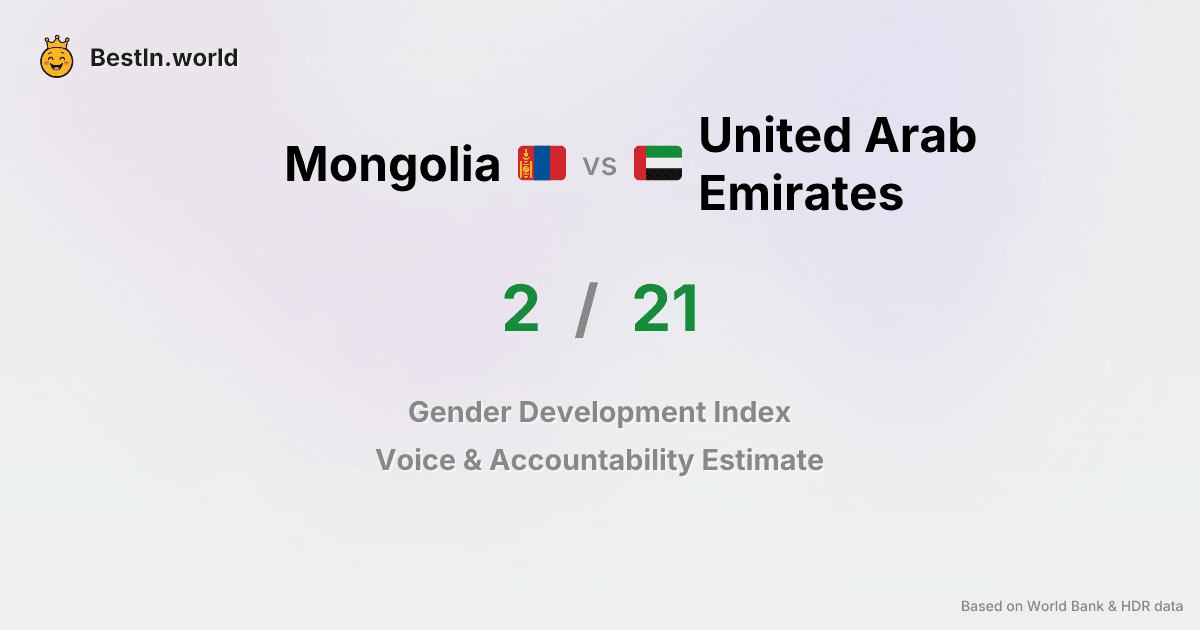 BestIn.world
Mongolia vs United Arab Emirates
2 / 21
Gender Development Index
Voice & Accountability Estimate
Based on World Bank & HDR data